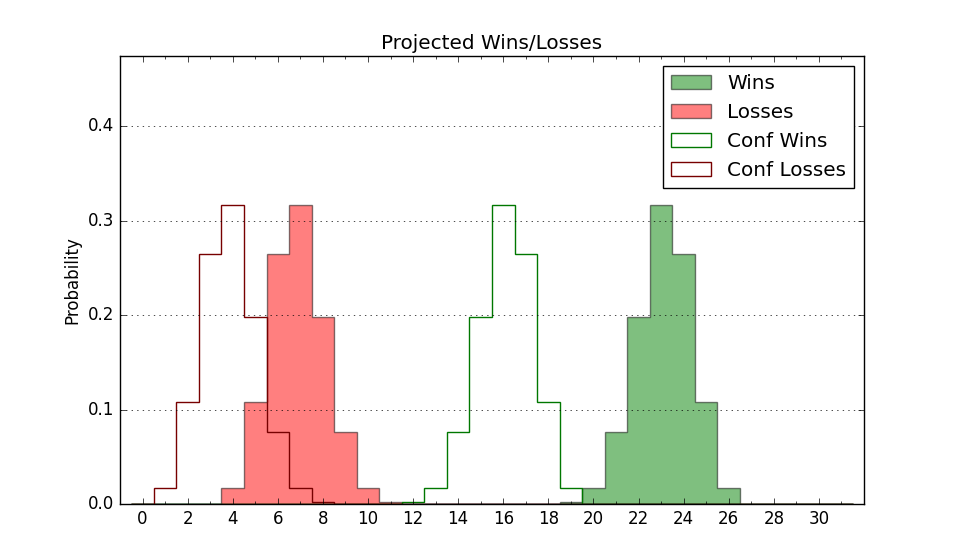 Projected Wins/Losses
Wins
Losses
Conf Wins
Conf Losses
Probability
0.4
0.3
0.2
0.1
0.0
0 2 4 6 8 10 12 14 16 18 20 22 24 26 28 30